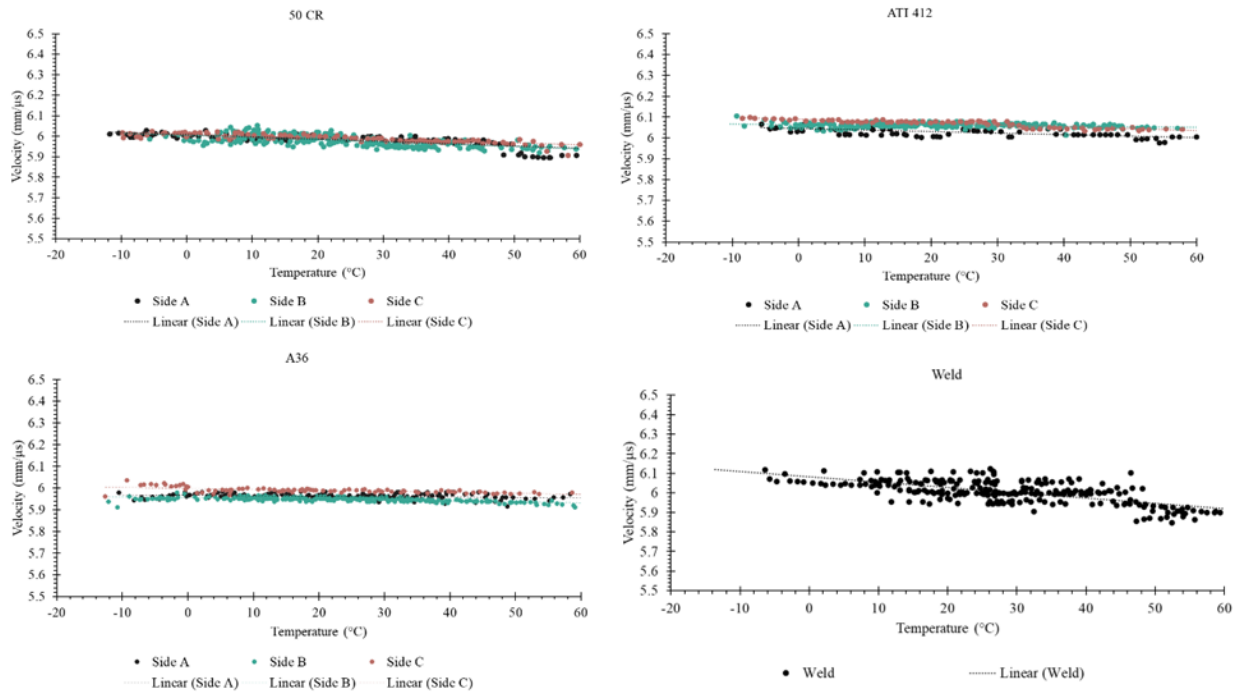 50 CR
6.5
6.4
6.3
6.2
6.1
6
5.9
5.8
5.7
5.6
5.5
Velocity (mm/µs)
-20 -10 0 10 20 30 40 50 60
Temperature (°C)
Side A Side B Side C
Linear (Side A) Linear (Side B) Linear (Side C)
ATI 412
6.5
6.4
6.3
6.2
6.1
6
5.9
5.8
5.7
5.6
5.5
Velocity (mm/µs)
-20 -10 0 10 20 30 40 50 60
Temperature (°C)
Side A Side B Side C
Linear (Side A) Linear (Side B) Linear (Side C)
A36
6.5
6.4
6.3
6.2
6.1
6
5.9
5.8
5.7
5.6
5.5
Velocity (mm/µs)
-20 -10 0 10 20 30 40 50 60
Temperature (°C)
Side A Side B Side C
Linear (Side A) Linear (Side B) Linear (Side C)
Weld
6.5
6.4
6.3
6.2
6.1
6
5.9
5.8
5.7
5.6
5.5
Velocity (mm/µs)
-20 -10 0 10 20 30 40 50 60
Temperature (°C)
Weld Linear (Weld)